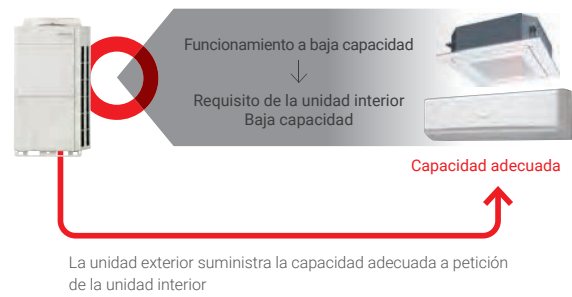 Funcionamiento a baja capacidad
Requisito de la unidad interior
Baja capacidad
Capacidad adecuada
La unidad exterior suministra la capacidad adecuada a petición
de la unidad interior